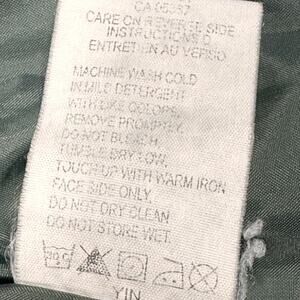 CA 05387
CARE ON REVERSE SIDE
INSTRUCTIONS D
ENTRETIEN AU VERSO
MACHINE WASH COLD
IN MILD DETERGENT
WITH LIKE COLORS.
REMOVE PROMPTLY.
DO NOT BLEACH.
TUMBLE DRY LOW.
TOUCH UP WITH WARM IRON
FACE SIDE ONLY.
DO NOT DRY CLEAN
DO NOT STORE WET.
YIN